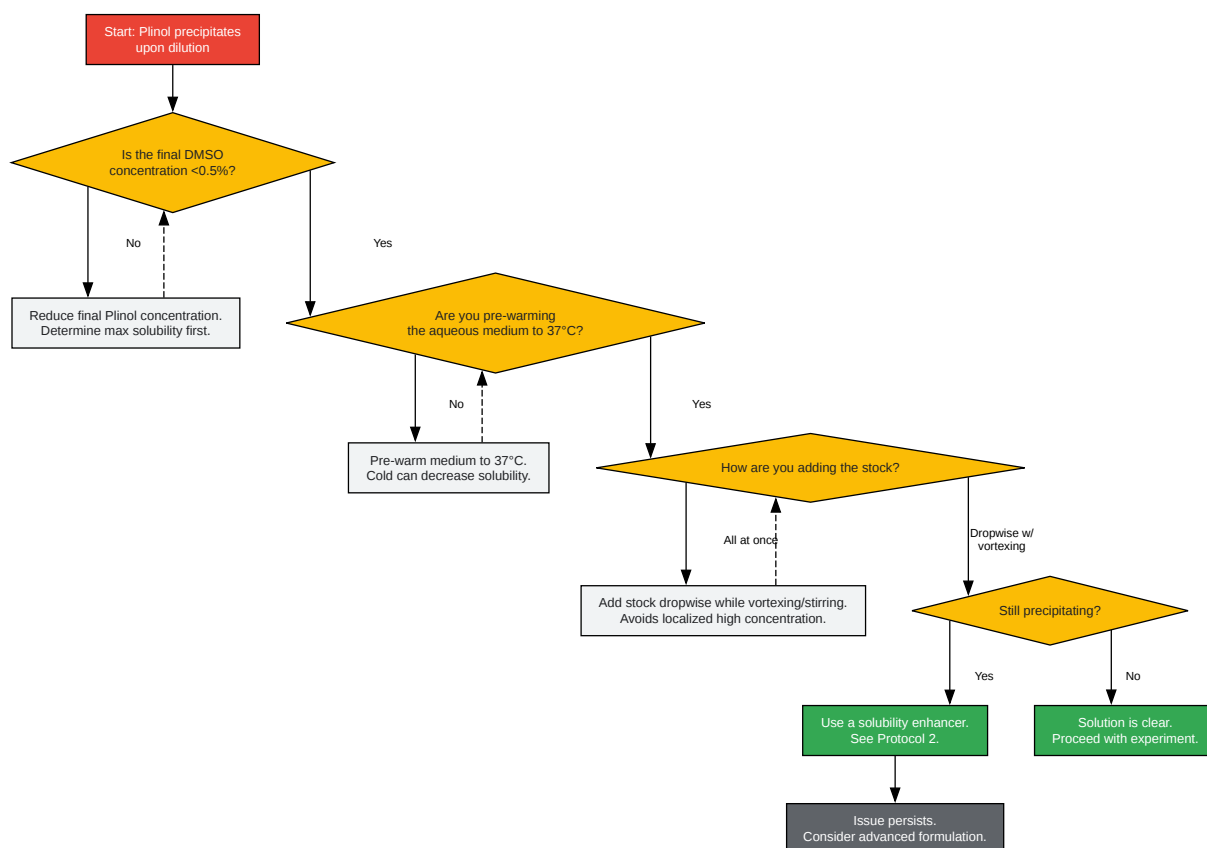 Start: Plinol precipitates
upon dilution
Is the final DMSO
concentration <0.5%?
No
Yes
Reduce final Plinol concentration.
Determine max solubility first.
Are you pre-warming
the aqueous medium to 37°C?
No
Yes
Pre-warm medium to 37°C.
Cold can decrease solubility.
How are you adding the stock?
All at once
Dropwise w/
vortexing
Add stock dropwise while vortexing/stirring.
Avoids localized high concentration.
Still precipitating?
Yes
No
Use a solubility enhancer.
See Protocol 2.
Solution is clear.
Proceed with experiment.
Issue persists.
Consider advanced formulation.